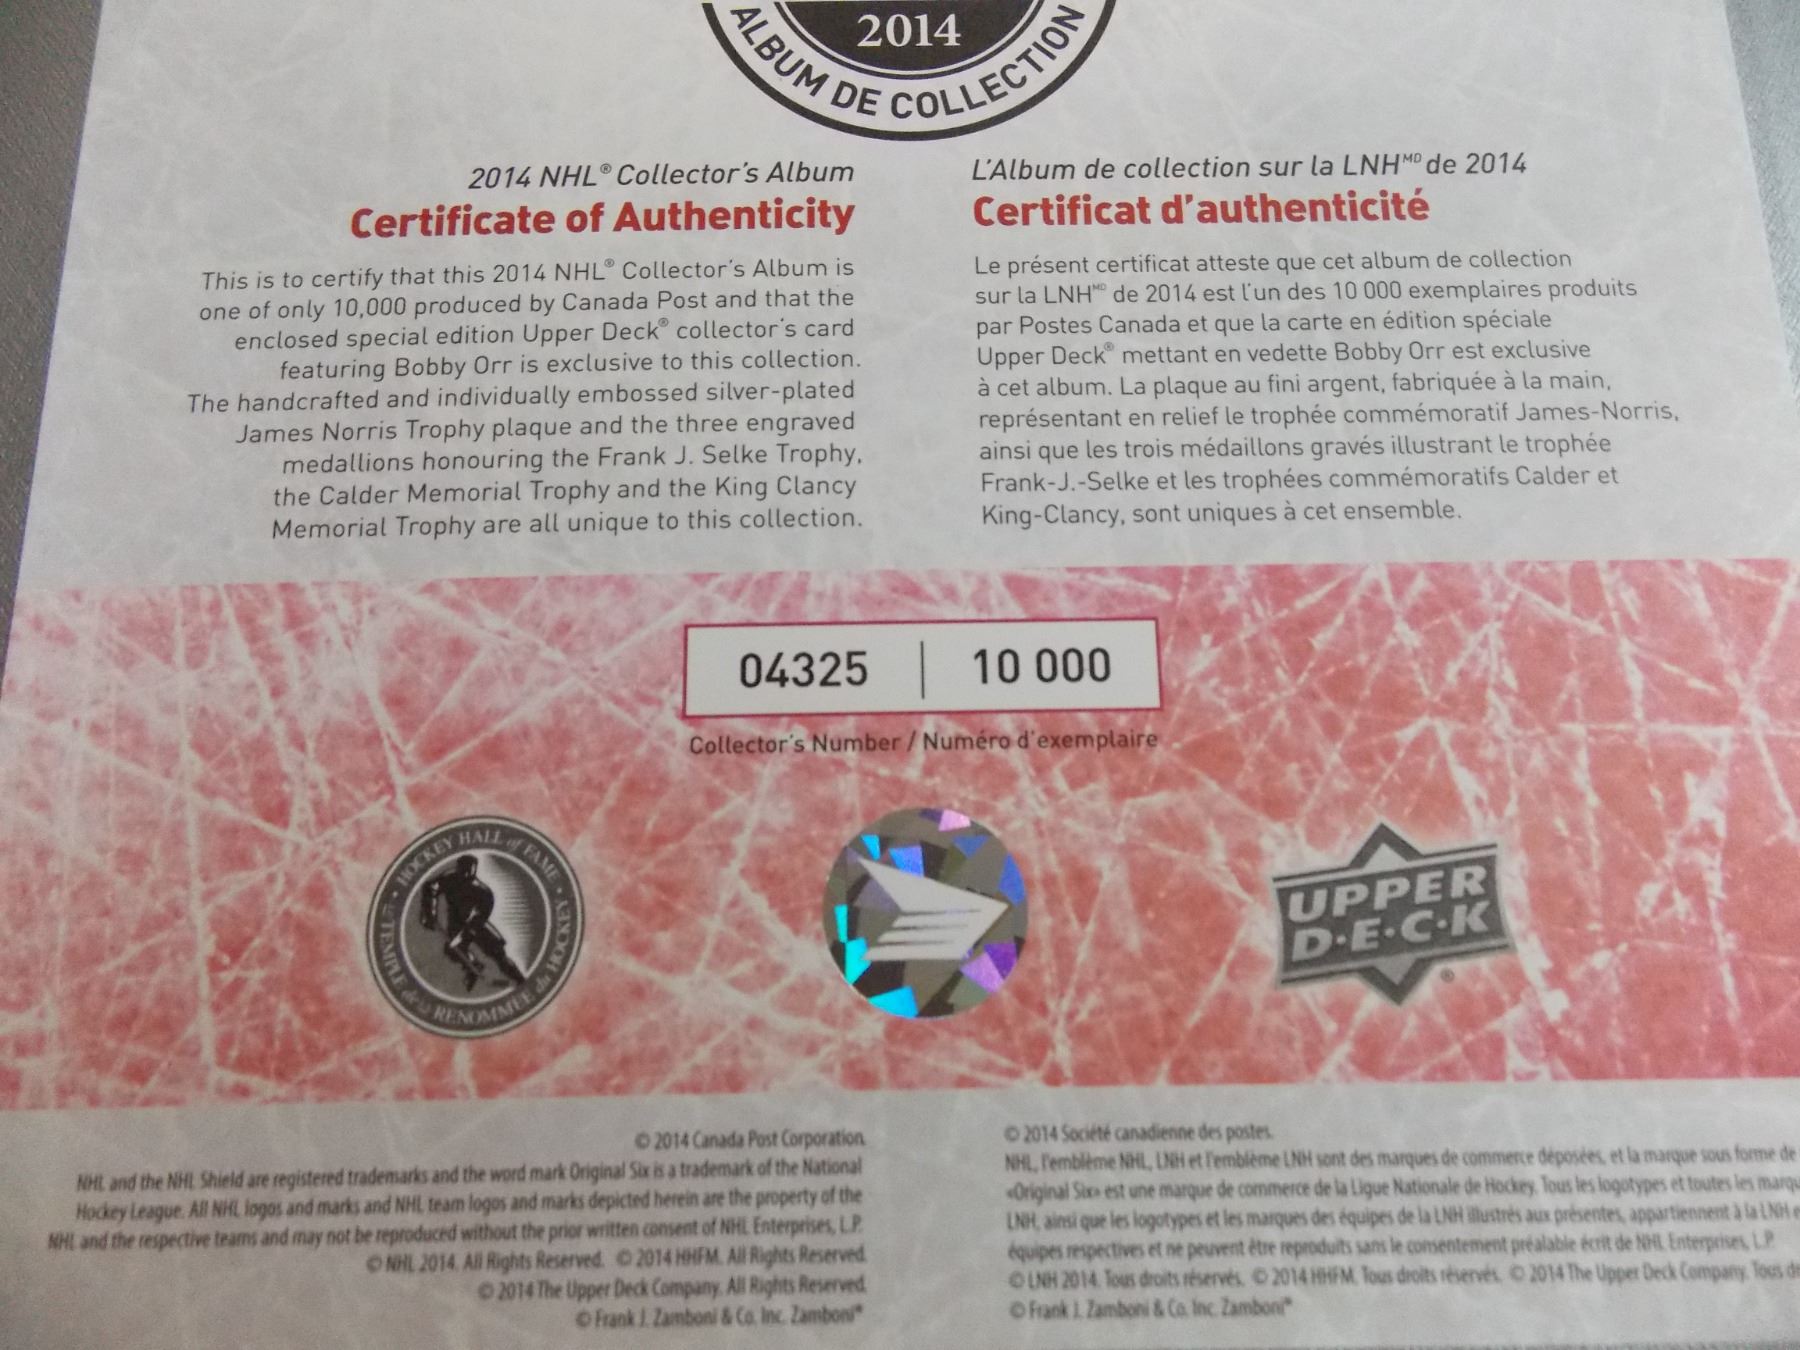 2014
ALBUM DE COLLECTION
2014 NHL® Collector's Album
Certificate of Authenticity
This is to certify that this 2014 NHL® Collector's Album is
one of only 10,000 produced by Canada Post and that the
enclosed special edition Upper Deck® collector's card
featuring Bobby Orr is exclusive to this collection.
The handcrafted and individually embossed silver-plated
James Norris Trophy plaque and the three engraved
medallions honouring the Frank J. Selke Trophy,
the Calder Memorial Trophy and the King Clancy
Memorial Trophy are all unique to this collection.
L'Album de collection sur la LNHᴹᴰ de 2014
Certificat d'authenticité
Le présent certificat atteste que cet album de collection
sur la LNHᴹᴰ de 2014 est l'un des 10 000 exemplaires produits
par Postes Canada et que la carte en édition spéciale
Upper Deck® mettant en vedette Bobby Orr est exclusive
à cet album. La plaque au fini argent, fabriquée à la main,
représentant en relief le trophée commémoratif James-Norris,
ainsi que les trois médaillons gravés illustrant le trophée
Frank-J.-Selke et les trophées commémoratifs Calder et
King-Clancy, sont uniques à cet ensemble.
04325 | 10 000
Collector's Number / Numéro d'exemplaire
HOCKEY HALL of FAME
TEMPLE de la RENOMMÉE du HOCKEY
UPPER
D·E·C·K®
© 2014 Canada Post Corporation.
NHL and the NHL Shield are registered trademarks and the word mark Original Six is a trademark of the National
Hockey League. All NHL logos and marks and NHL team logos and marks depicted herein are the property of the
NHL and the respective teams and may not be reproduced without the prior written consent of NHL Enterprises, L.P.
© NHL 2014. All Rights Reserved. © 2014 HHFM. All Rights Reserved.
© 2014 The Upper Deck Company. All Rights Reserved.
© Frank J. Zamboni & Co. Inc. Zamboni®
© 2014 Société canadienne des postes.
NHL, l'emblème NHL, LNH et l'emblème LNH sont des marques de commerce déposées, et la marque sous forme de
«Original Six» est une marque de commerce de la Ligue Nationale de Hockey. Tous les logotypes et toutes les marqu
LNH, ainsi que les logotypes et les marques des équipes de la LNH illustrés aux présentes, appartiennent à la LNH e
équipes respectives et ne peuvent être reproduits sans le consentement préalable écrit de NHL Enterprises, L.P.
© LNH 2014. Tous droits réservés. © 2014 HHFM. Tous droits réservés. © 2014 The Upper Deck Company. Tous d
© Frank J. Zamboni & Co. Inc. Zamboni®